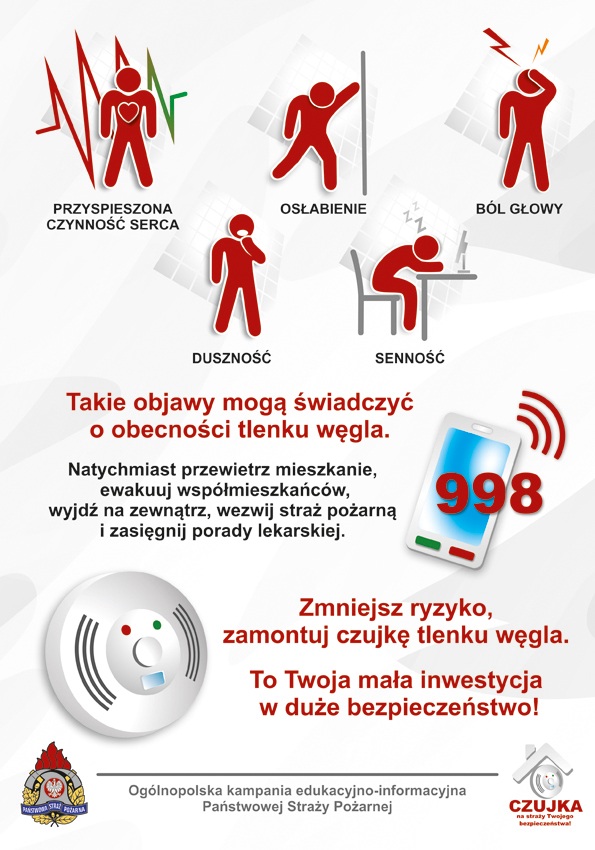 PRZYSPIESZONA
CZYNNOŚĆ SERCA
OSŁABIENIE
BÓL GŁOWY
DUSZNOŚĆ
zzz
SENNOŚĆ
Takie objawy mogą świadczyć
o obecności tlenku węgla.
Natychmiast przewietrz mieszkanie,
ewakuuj współmieszkańców,
wyjdź na zewnątrz, wezwij straż pożarną
i zasięgnij porady lekarskiej.
998
Zmniejsz ryzyko,
zamontuj czujkę tlenku węgla.
To Twoja mała inwestycja
w duże bezpieczeństwo!
PAŃSTWOWA STRAŻ POŻARNA
Ogólnopolska kampania edukacyjno-informacyjna
Państwowej Straży Pożarnej
CZUJKA
na straży Twojego
bezpieczeństwa!